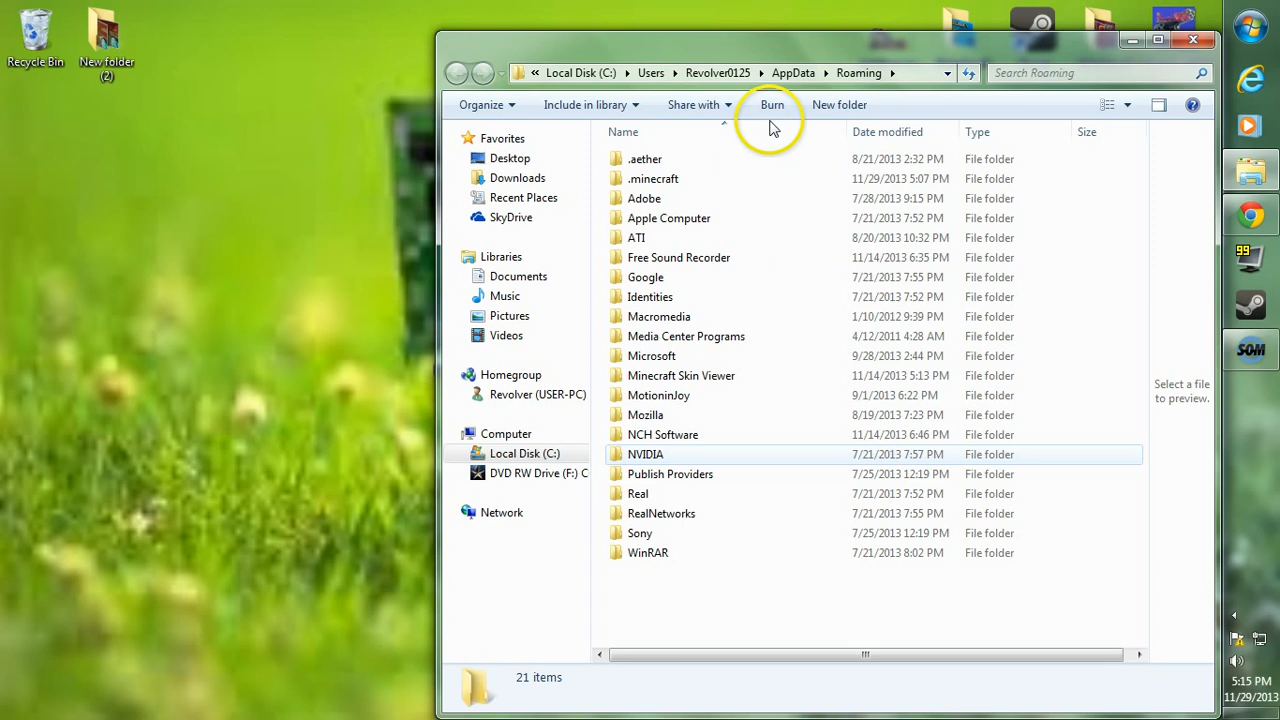 Recycle Bin
New folder
(2)
« Local Disk (C:) Users Revolver0125 AppData Roaming
Search Roaming
Organize Include in library Share with Burn New folder
Name Date modified Type Size
Favorites
Desktop
Downloads
Recent Places
SkyDrive
Libraries
Documents
Music
Pictures
Videos
Homegroup
Revolver (USER-PC)
Computer
Local Disk (C:)
DVD RW Drive (F:) C
Network
.aether 8/21/2013 2:32 PM File folder
.minecraft 11/29/2013 5:07 PM File folder
Adobe 7/28/2013 9:15 PM File folder
Apple Computer 7/21/2013 7:52 PM File folder
ATI 8/20/2013 10:32 PM File folder
Free Sound Recorder 11/14/2013 6:35 PM File folder
Google 7/21/2013 7:55 PM File folder
Identities 7/21/2013 7:52 PM File folder
Macromedia 1/10/2012 9:39 PM File folder
Media Center Programs 4/12/2011 4:28 AM File folder
Microsoft 9/28/2013 2:44 PM File folder
Minecraft Skin Viewer 11/14/2013 5:13 PM File folder
MotioninJoy 9/1/2013 6:22 PM File folder
Mozilla 8/19/2013 7:23 PM File folder
NCH Software 11/14/2013 6:46 PM File folder
NVIDIA 7/21/2013 7:57 PM File folder
Publish Providers 7/25/2013 12:19 PM File folder
Real 7/21/2013 7:52 PM File folder
RealNetworks 7/21/2013 7:55 PM File folder
Sony 7/25/2013 12:19 PM File folder
WinRAR 7/21/2013 8:02 PM File folder
Select a file
to preview.
21 items
99
SOM
5:15 PM
11/29/2013